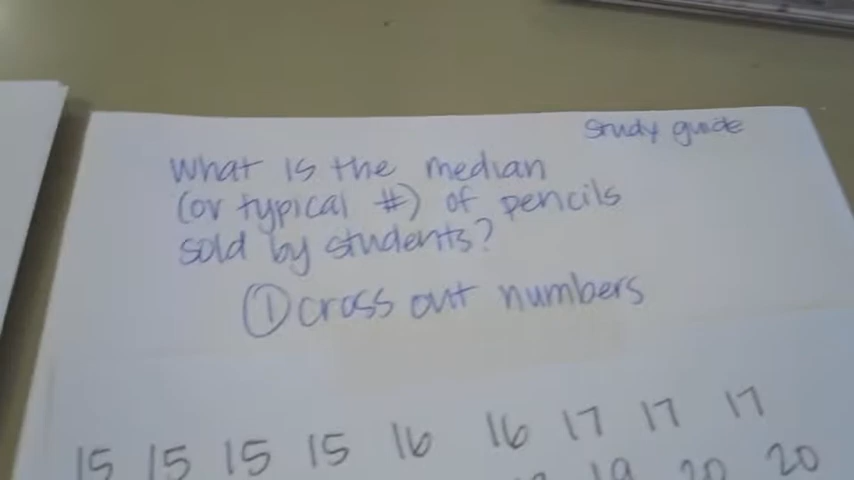 Study guide
What is the median
(or typical #) of pencils
sold by students?
① cross out numbers
15 15 15 15 16 16 17 17 17
19 20 20